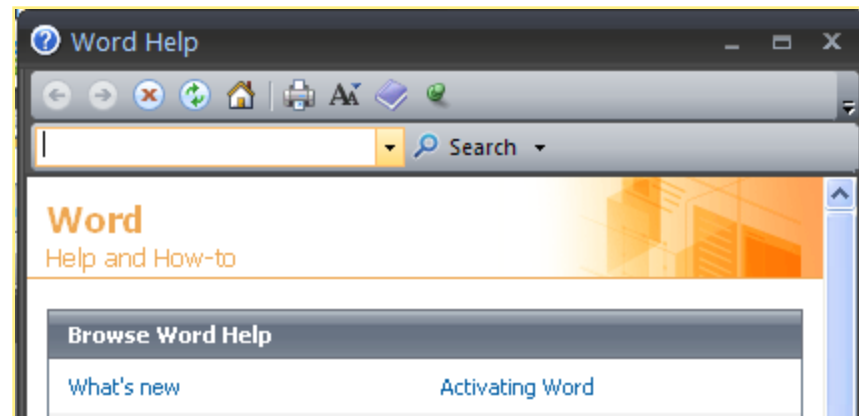 Word Help
Search
Word
Help and How-to
Browse Word Help
What's new Activating Word